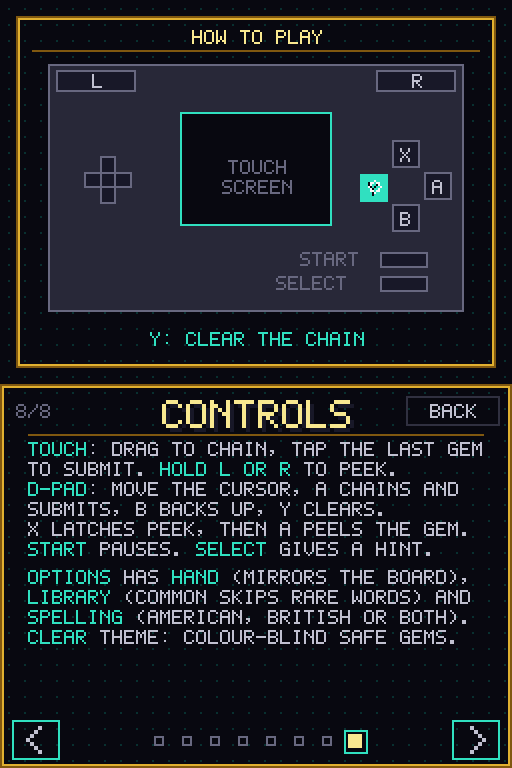 HOW TO PLAY
L
R
TOUCH
SCREEN
X
Y
A
B
START
SELECT
Y: CLEAR THE CHAIN
8/8
CONTROLS
BACK
TOUCH: DRAG TO CHAIN, TAP THE LAST GEM
TO SUBMIT. HOLD L OR R TO PEEK.
D-PAD: MOVE THE CURSOR, A CHAINS AND
SUBMITS, B BACKS UP, Y CLEARS.
X LATCHES PEEK, THEN A PEELS THE GEM.
START PAUSES. SELECT GIVES A HINT.
OPTIONS HAS HAND (MIRRORS THE BOARD),
LIBRARY (COMMON SKIPS RARE WORDS) AND
SPELLING (AMERICAN, BRITISH OR BOTH).
CLEAR THEME: COLOUR-BLIND SAFE GEMS.